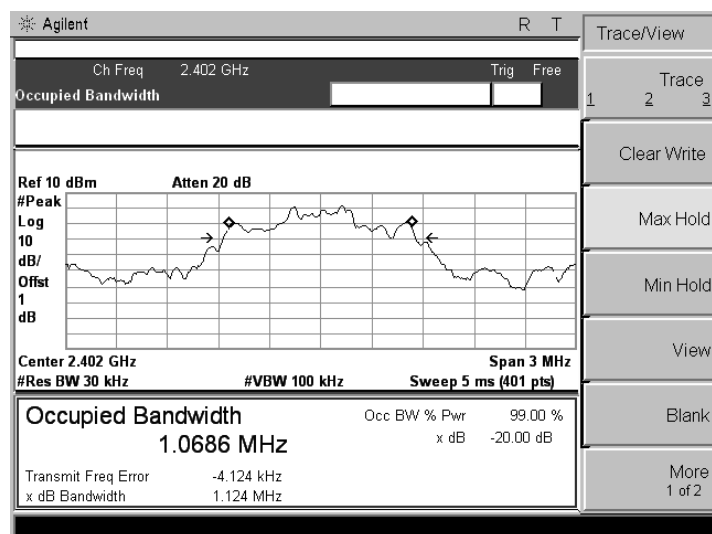 Agilent R T
Ch Freq 2.402 GHz Trig Free
Occupied Bandwidth
Ref 10 dBm Atten 20 dB
#Peak
Log
10
dB/
Offst
1
dB
Center 2.402 GHz Span 3 MHz
#Res BW 30 kHz #VBW 100 kHz Sweep 5 ms (401 pts)
Occupied Bandwidth
1.0686 MHz
Occ BW % Pwr 99.00 %
x dB -20.00 dB
Transmit Freq Error -4.124 kHz
x dB Bandwidth 1.124 MHz
Trace/View
Trace
1 2 3
Clear Write
Max Hold
Min Hold
View
Blank
More
1 of 2